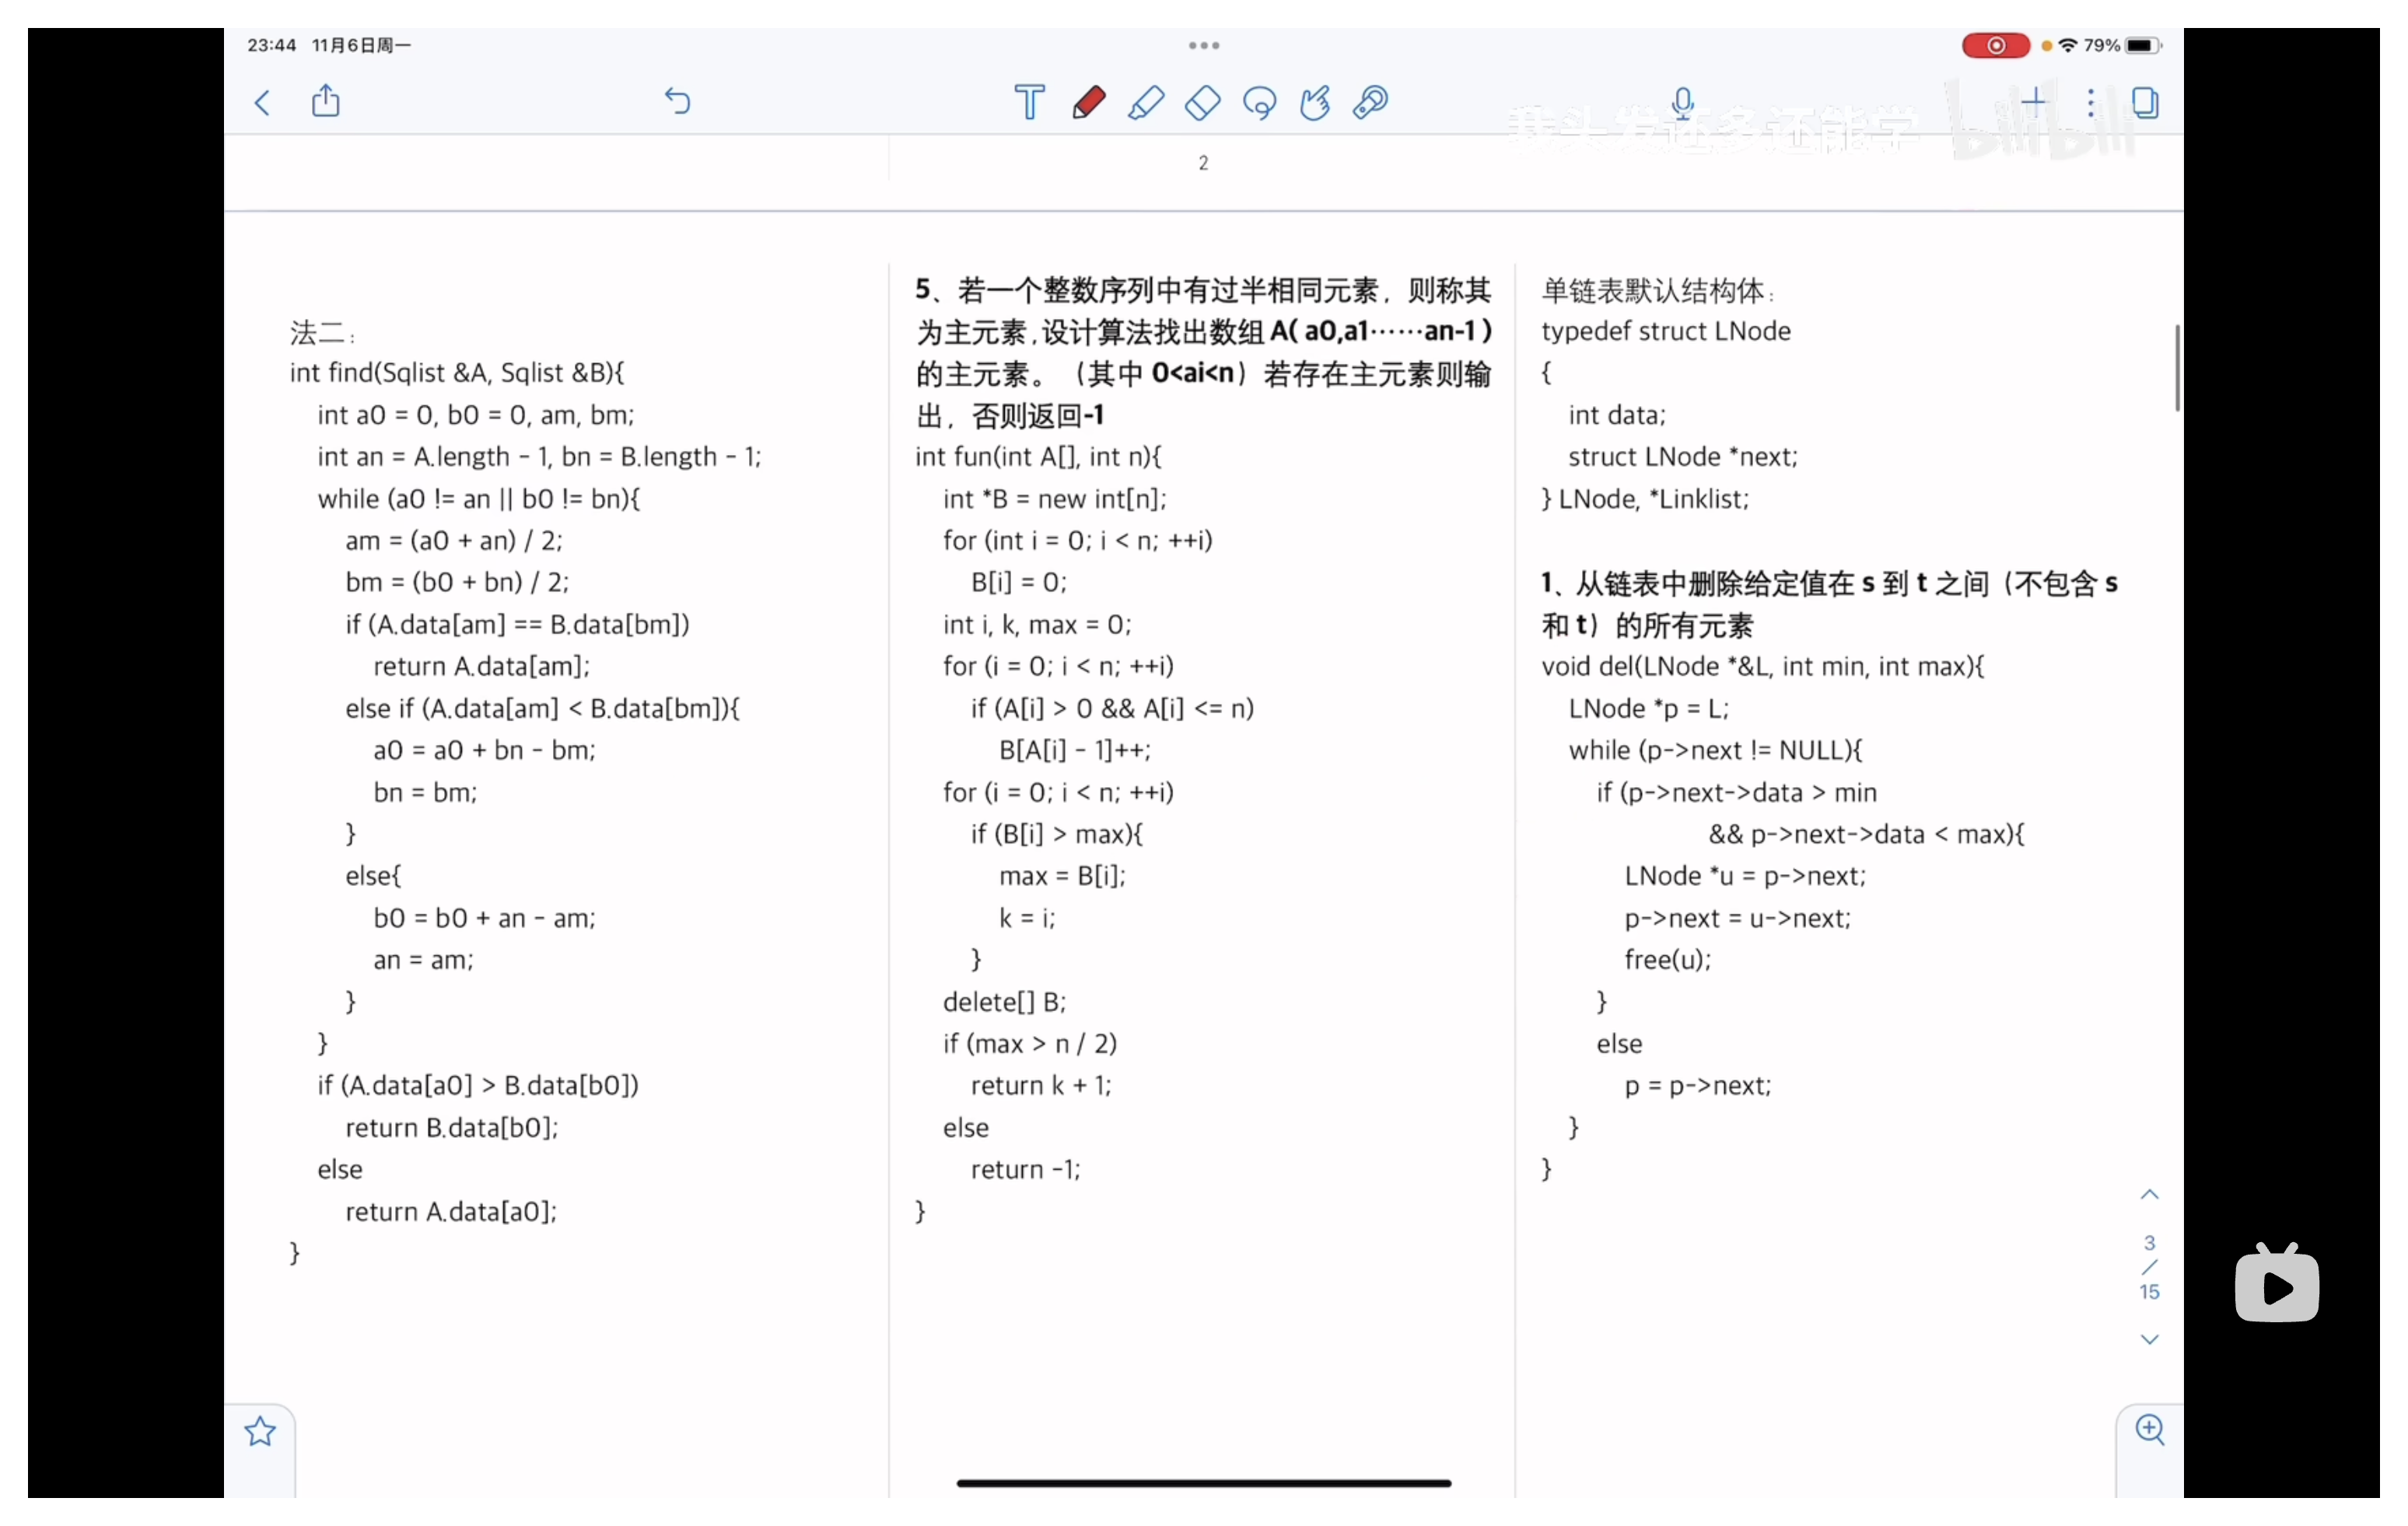 23:44 11月6日周一
79%
我头发还多还能学 bilibili
2
法二：
int find(Sqlist &A, Sqlist &B){
int a0 = 0, b0 = 0, am, bm;
int an = A.length - 1, bn = B.length - 1;
while (a0 != an || b0 != bn){
am = (a0 + an) / 2;
bm = (b0 + bn) / 2;
if (A.data[am] == B.data[bm])
return A.data[am];
else if (A.data[am] < B.data[bm]){
a0 = a0 + bn - bm;
bn = bm;
}
else{
b0 = b0 + an - am;
an = am;
}
}
if (A.data[a0] > B.data[b0])
return B.data[b0];
else
return A.data[a0];
}
5、若一个整数序列中有过半相同元素，则称其
为主元素，设计算法找出数组 A( a0,a1……an-1 )
的主元素。（其中 0<ai<n）若存在主元素则输
出，否则返回-1
int fun(int A[], int n){
int *B = new int[n];
for (int i = 0; i < n; ++i)
B[i] = 0;
int i, k, max = 0;
for (i = 0; i < n; ++i)
if (A[i] > 0 && A[i] <= n)
B[A[i] - 1]++;
for (i = 0; i < n; ++i)
if (B[i] > max){
max = B[i];
k = i;
}
delete[] B;
if (max > n / 2)
return k + 1;
else
return -1;
}
单链表默认结构体：
typedef struct LNode
{
int data;
struct LNode *next;
} LNode, *Linklist;
1、从链表中删除给定值在 s 到 t 之间（不包含 s
和 t）的所有元素
void del(LNode *&L, int min, int max){
LNode *p = L;
while (p->next != NULL){
if (p->next->data > min
&& p->next->data < max){
LNode *u = p->next;
p->next = u->next;
free(u);
}
else
p = p->next;
}
}
3
/
15